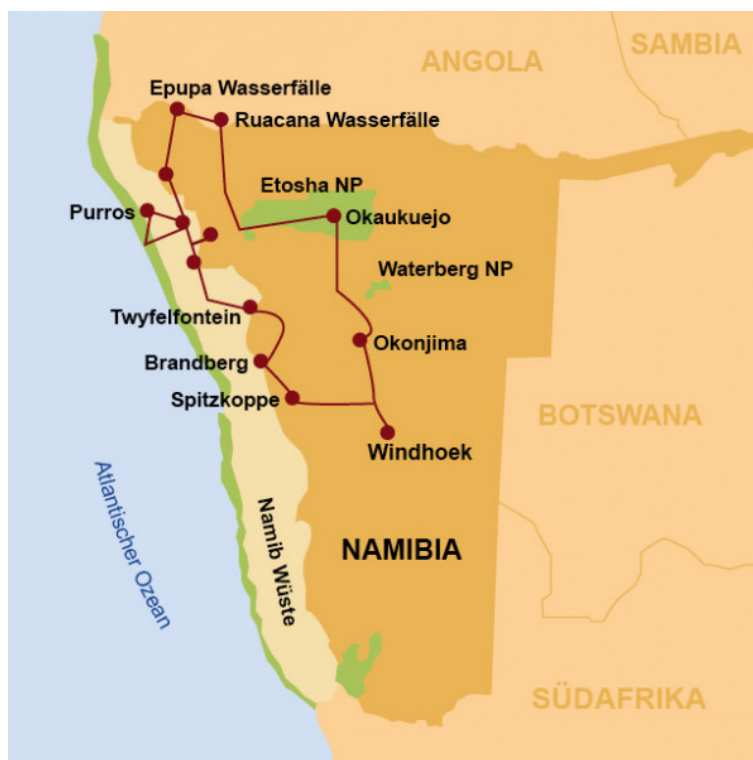 SAMBIA
ANGOLA
Epupa Wasserfälle
Ruacana Wasserfälle
Etosha NP
Purros
Okaukuejo
Waterberg NP
Twyfelfontein
Okonjima
Brandberg
Spitzkoppe
BOTSWANA
Windhoek
Atlantischer Ozean
Namib Wüste
NAMIBIA
SÜDAFRIKA